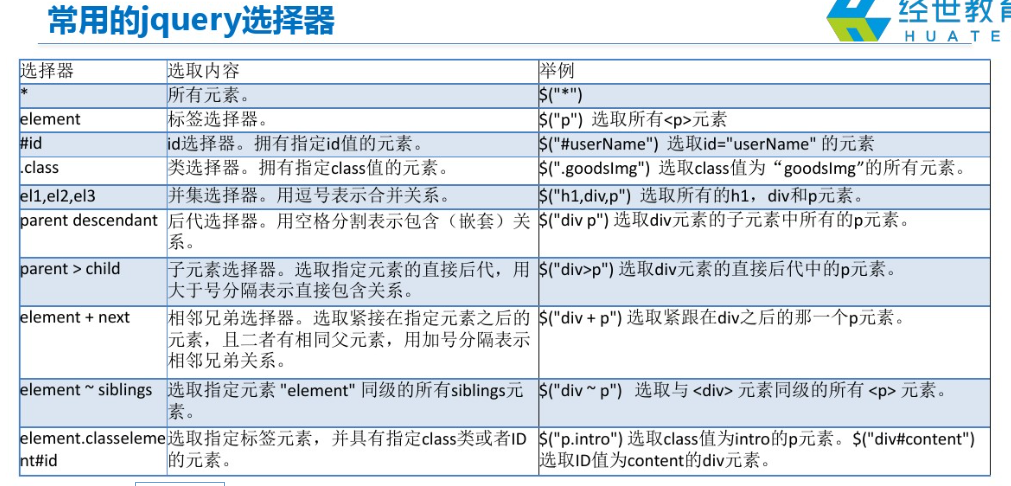 常用的jquery选择器
经世教育
HUATE
选择器 选取内容 举例
* 所有元素。 $("*")
element 标签选择器。 $("p") 选取所有<p>元素
#id id选择器。拥有指定id值的元素。 $("#userName") 选取id="userName" 的元素
.class 类选择器。拥有指定class值的元素。 $(".goodsImg") 选取class值为“goodsImg”的所有元素。
el1,el2,el3 并集选择器。用逗号表示合并关系。 $("h1,div,p") 选取所有的h1，div和p元素。
parent descendant 后代选择器。用空格分割表示包含（嵌套）关 $("div p") 选取div元素的子元素中所有的p元素。
系。
parent > child 子元素选择器。选取指定元素的直接后代，用 $("div>p") 选取div元素的直接后代中的p元素。
大于号分隔表示直接包含关系。
element + next 相邻兄弟选择器。选取紧接在指定元素之后的 $("div + p") 选取紧跟在div之后的那一个p元素。
元素，且二者有相同父元素，用加号分隔表示
相邻兄弟关系。
element ~ siblings 选取指定元素 "element" 同级的所有siblings元 $("div ~ p") 选取与 <div> 元素同级的所有 <p> 元素。
素。
element.classeleme 选取指定标签元素，并具有指定class类或者ID $("p.intro") 选取class值为intro的p元素。$("div#content")
nt#id 的元素。 选取ID值为content的div元素。